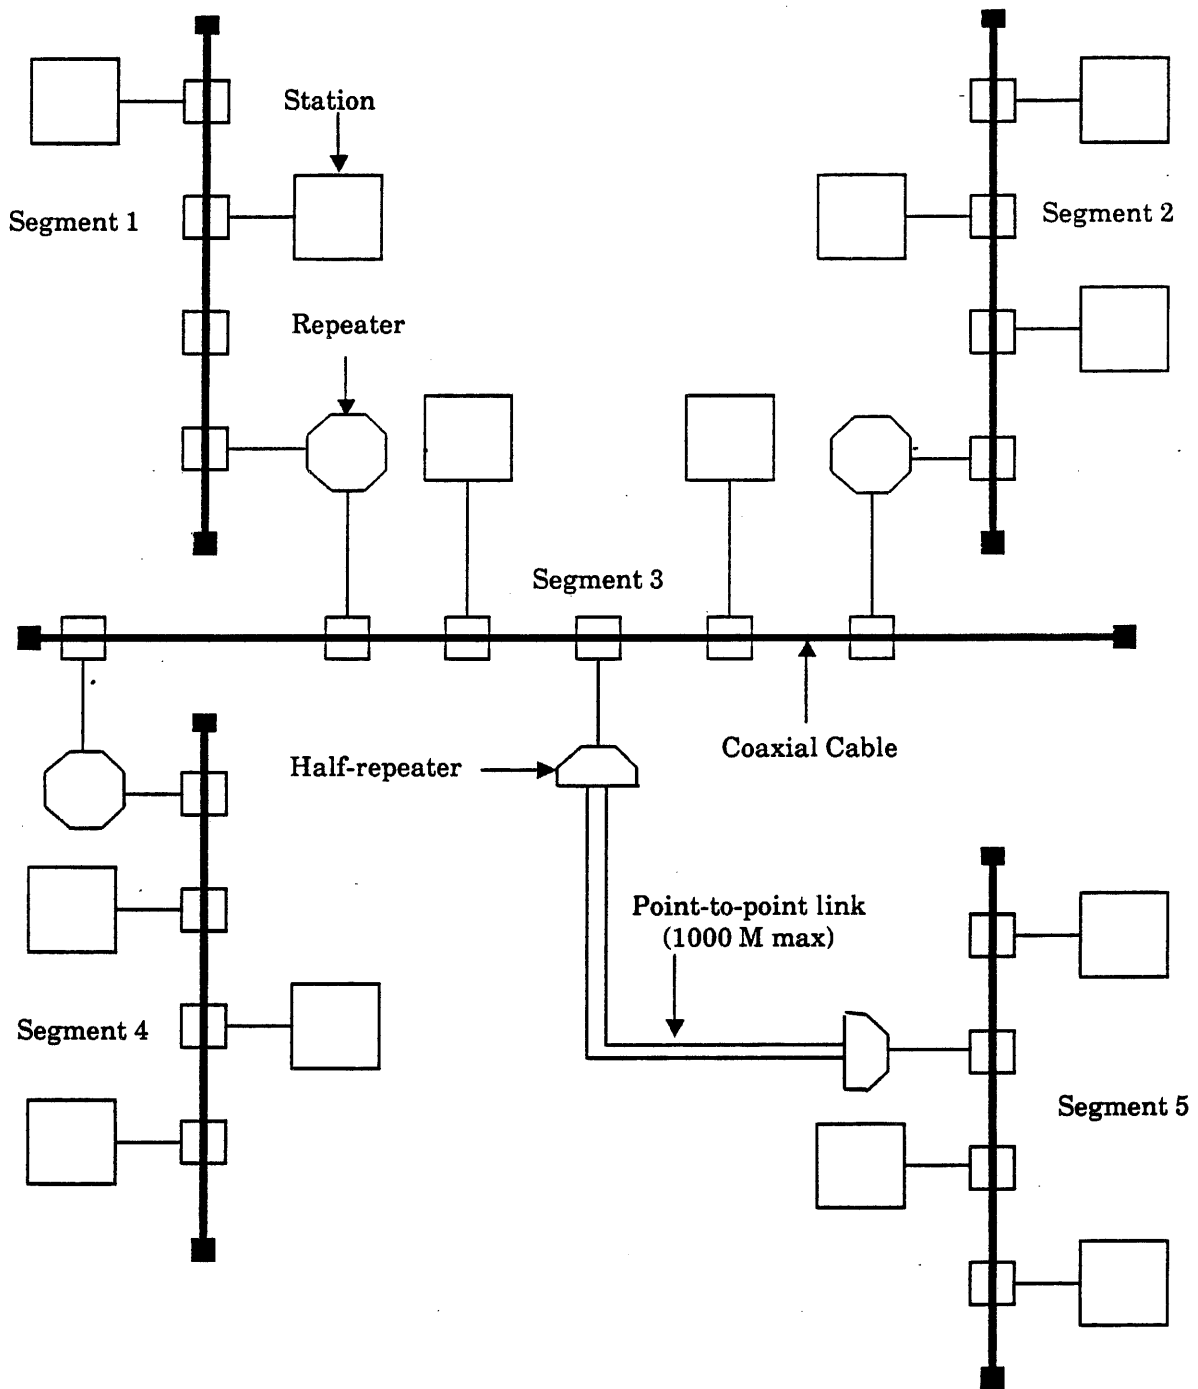 Station
Segment 1
Segment 2
Repeater
Segment 3
Coaxial Cable
Half-repeater
Point-to-point link
(1000 M max)
Segment 4
Segment 5